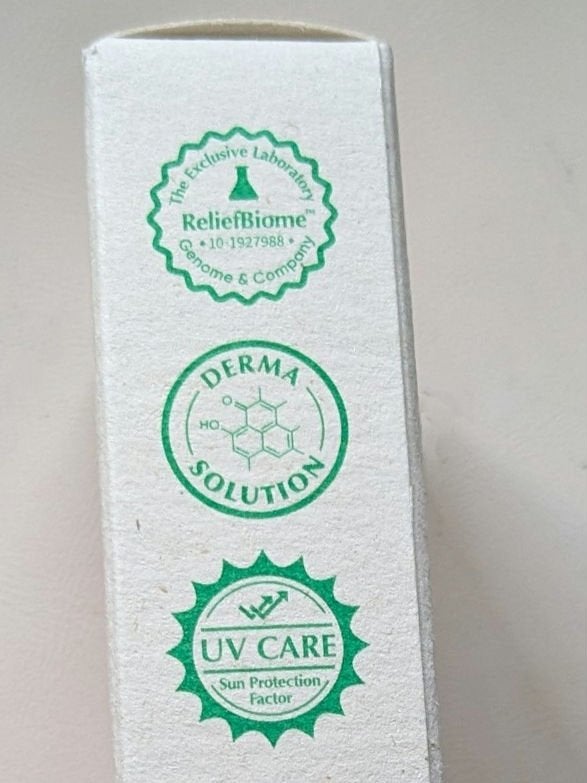 The Exclusive Laboratory
ReliefBiome™
• 10-1927988 •
Genome & Company
DERMA
O
HO
SOLUTION
UV CARE
Sun Protection
Factor